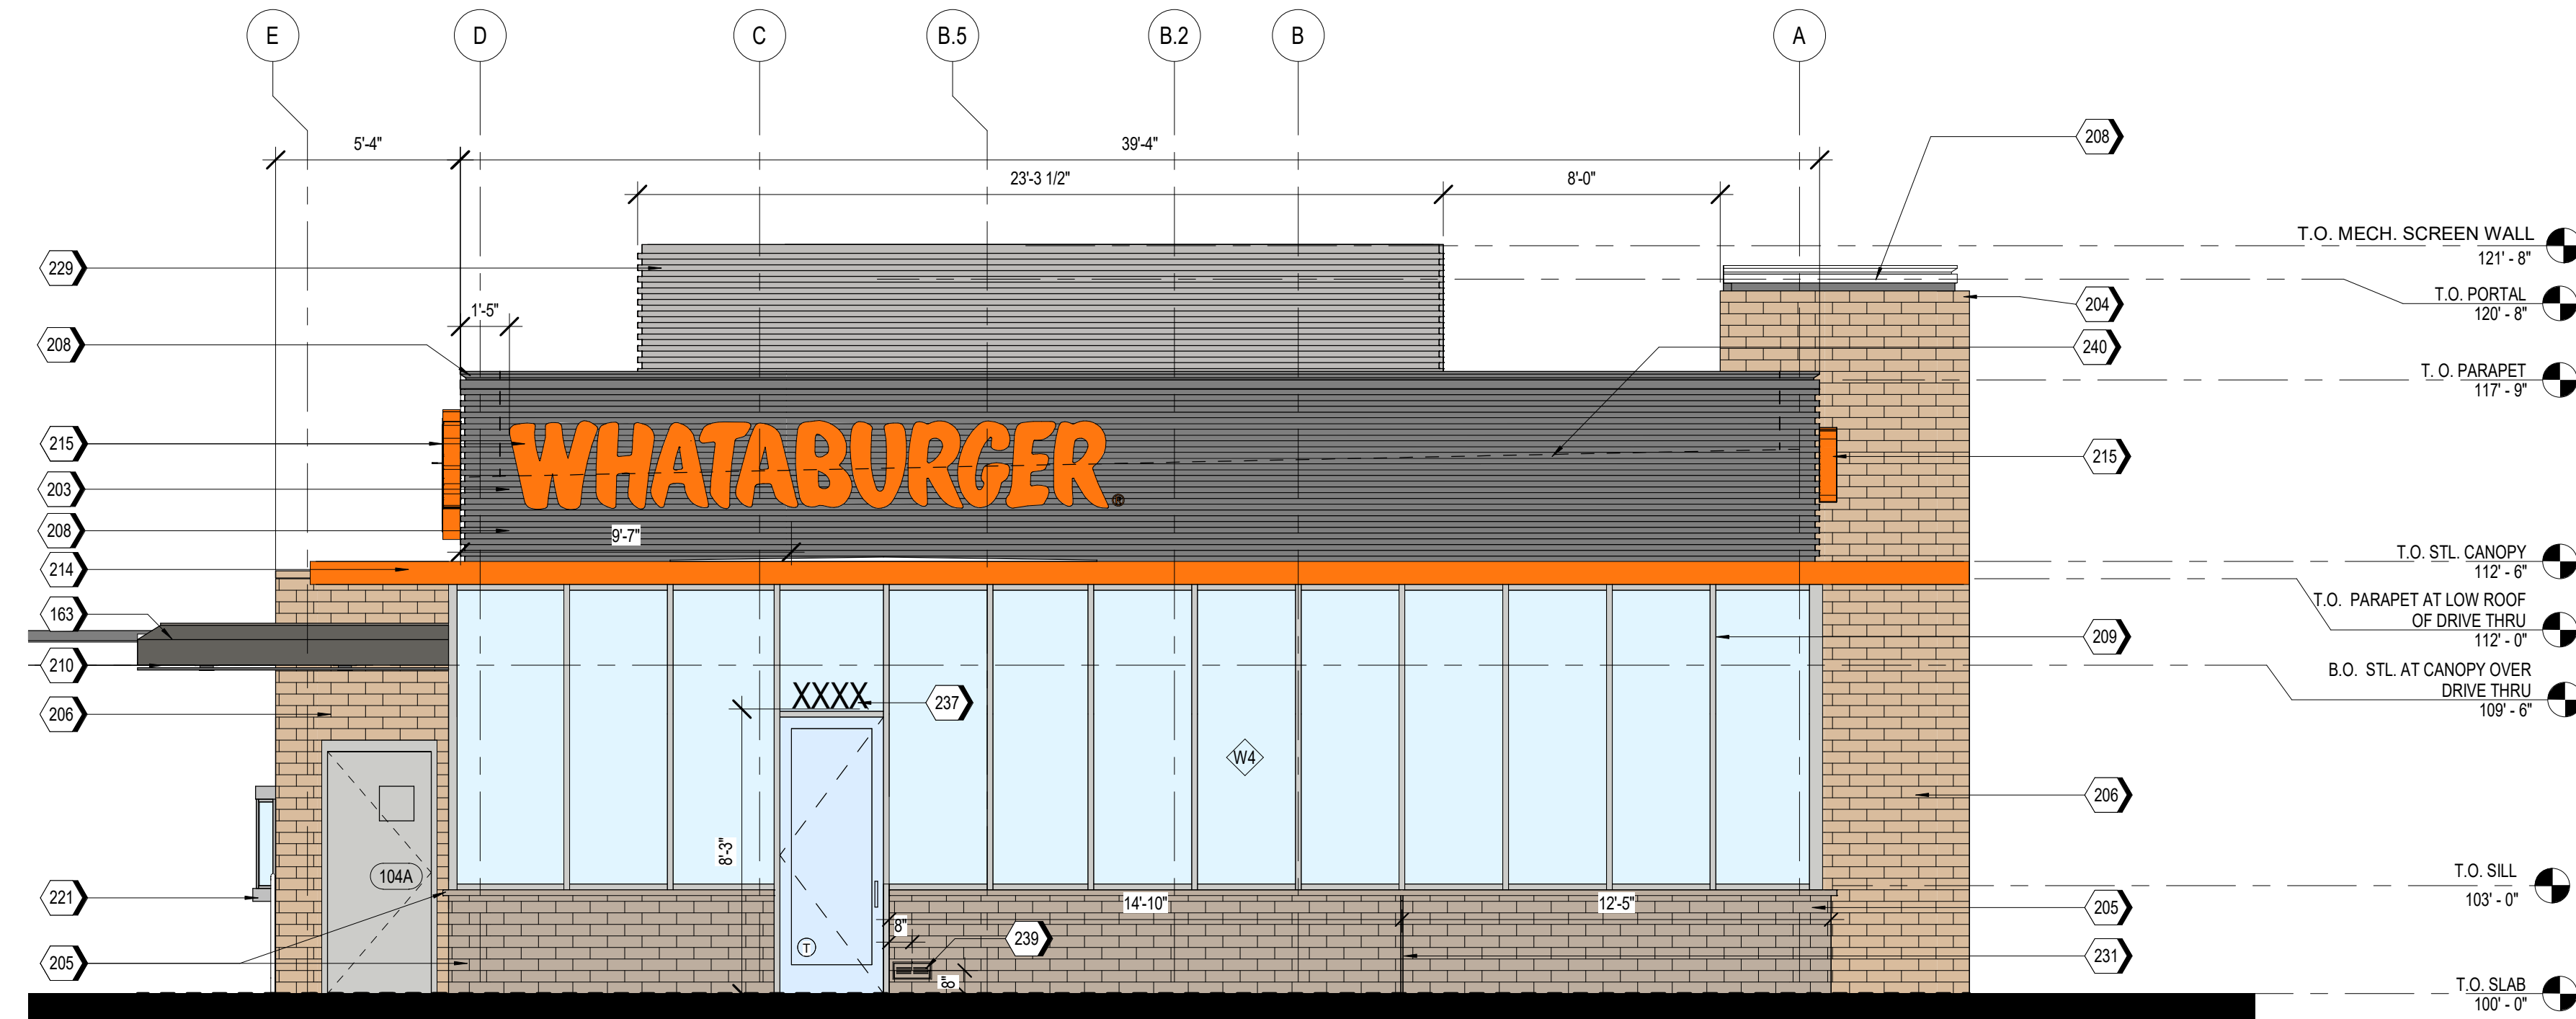 E D C B.5 B.2 B A
5'-4" 39'-4" 208
23'-3 1/2" 8'-0"
T.O. MECH. SCREEN WALL
121' - 8"
229
T.O. PORTAL
120' - 8"
204
1'-5"
208 240
T. O. PARAPET
117' - 9"
WHATABURGER ®
215 215
203
208
9'-7"
T.O. STL. CANOPY
112' - 6"
214
T.O. PARAPET AT LOW ROOF
OF DRIVE THRU
112' - 0"
163
209
210
B.O. STL. AT CANOPY OVER
DRIVE THRU
109' - 6"
XXXX 237
206
W4
206
8'-3"
104A
T.O. SILL
103' - 0"
221
14'-10" 12'-5" 205
8"
239
T
205 231
8"
T.O. SLAB
100' - 0"